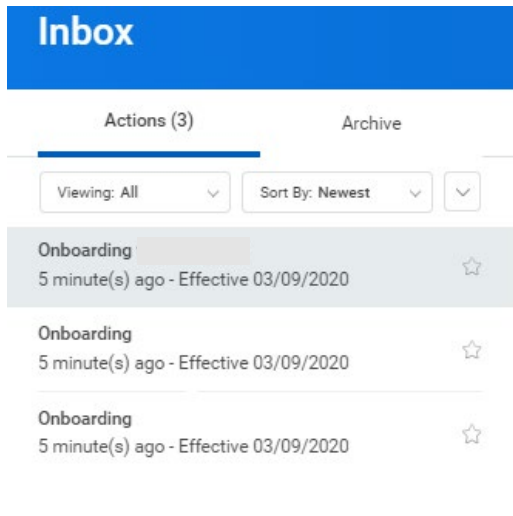 Inbox
Actions (3)
Archive
Viewing: All
Sort By: Newest
Onboarding
5 minute(s) ago - Effective 03/09/2020
Onboarding
5 minute(s) ago - Effective 03/09/2020
Onboarding
5 minute(s) ago - Effective 03/09/2020